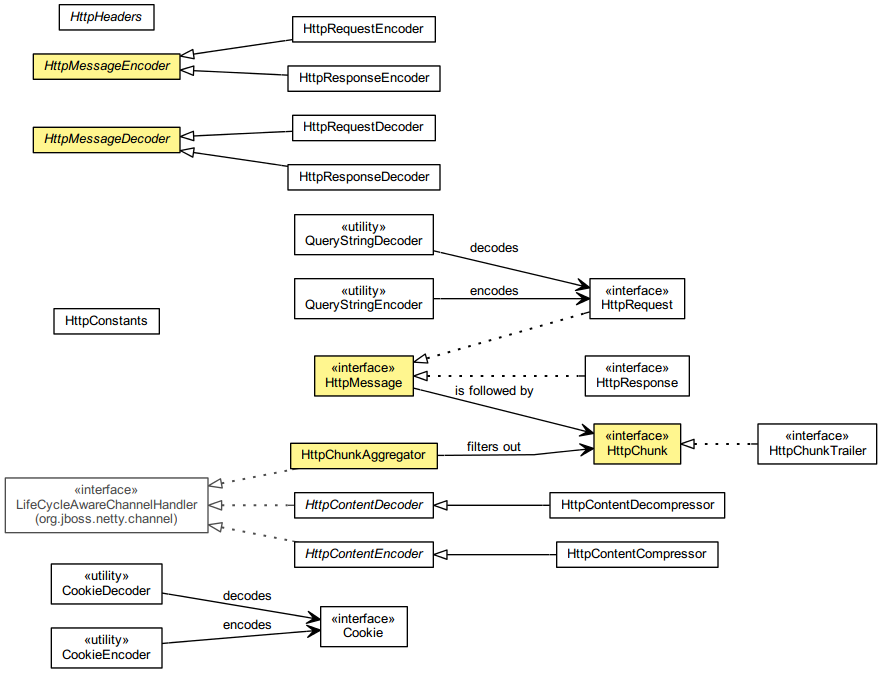 HttpHeaders
HttpRequestEncoder
HttpMessageEncoder
HttpResponseEncoder
HttpRequestDecoder
HttpMessageDecoder
HttpResponseDecoder
«utility»
QueryStringDecoder
decodes
«utility»
QueryStringEncoder
encodes
«interface»
HttpRequest
HttpConstants
«interface»
HttpMessage
«interface»
HttpResponse
is followed by
«interface»
HttpChunk
«interface»
HttpChunkTrailer
HttpChunkAggregator
filters out
«interface»
LifeCycleAwareChannelHandler
(org.jboss.netty.channel)
HttpContentDecoder
HttpContentDecompressor
HttpContentEncoder
HttpContentCompressor
«utility»
CookieDecoder
decodes
«utility»
CookieEncoder
encodes
«interface»
Cookie